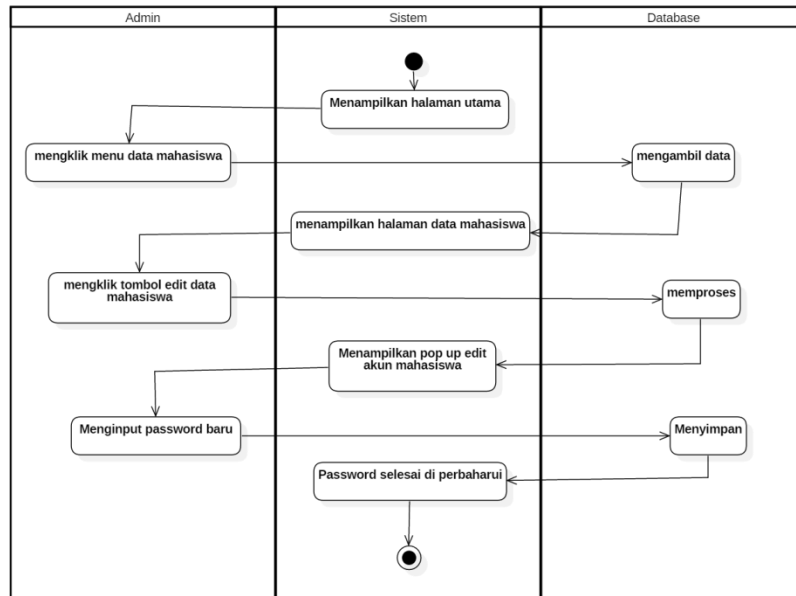 Admin
Sistem
Database
Menampilkan halaman utama
mengklik menu data mahasiswa
mengambil data
menampilkan halaman data mahasiswa
mengklik tombol edit data
mahasiswa
memproses
Menampilkan pop up edit
akun mahasiswa
Menginput password baru
Menyimpan
Password selesai di perbaharui